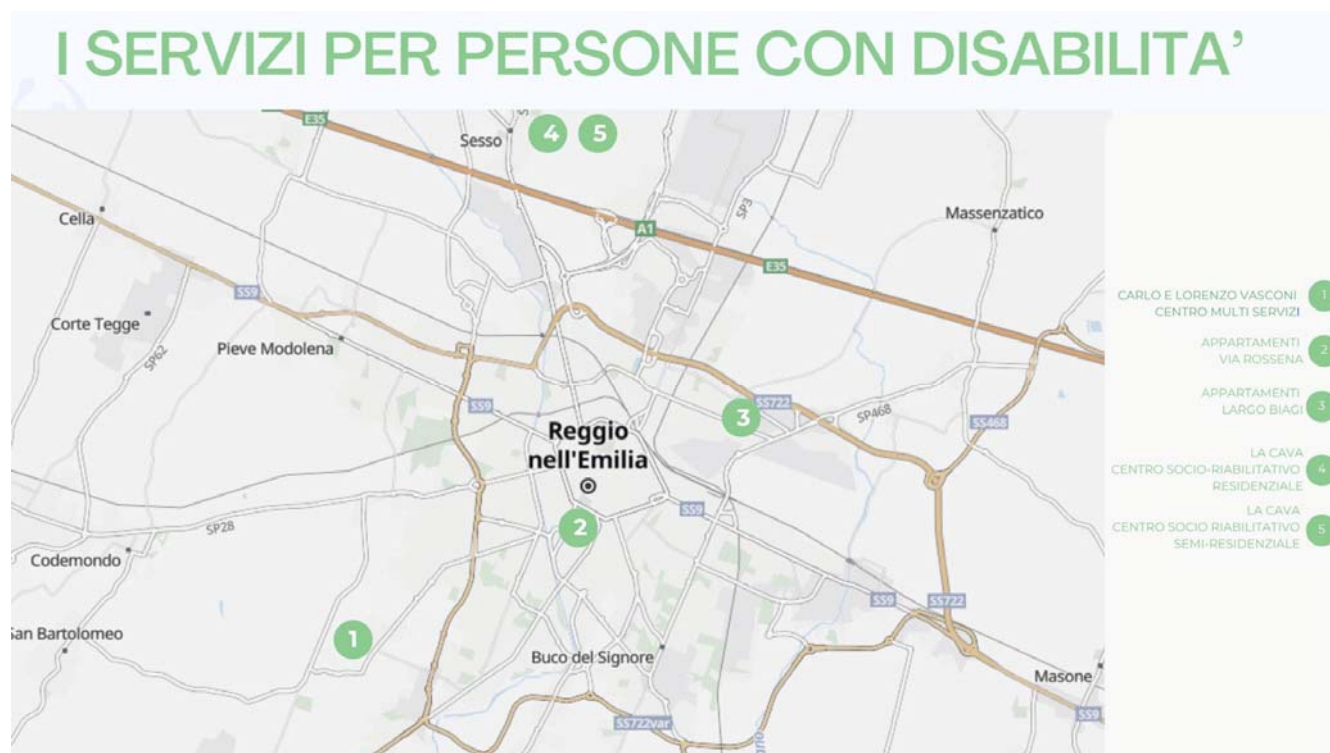 I SERVIZI PER PERSONE CON DISABILITA’
E35
Sesso
4
5
Cella
SP3
Massenzatico
A1
E35
SS9
Corte Tegge
Pieve Modolena
SP62
SS9
SS722
SP468
SS468
3
Reggio
nell'Emilia
SS9
2
SP28
Codemondo
SS9
SS722
San Bartolomeo
1
Buco del Signore
Masone
SS9
SS722var
CARLO E LORENZO VASCONI
CENTRO MULTI SERVIZI
1
APPARTAMENTI
VIA ROSSENA
2
APPARTAMENTI
LARGO BIAGI
3
LA CAVA
CENTRO SOCIO-RIABILITATIVO
RESIDENZIALE
4
LA CAVA
CENTRO SOCIO RIABILITATIVO
SEMI-RESIDENZIALE
5